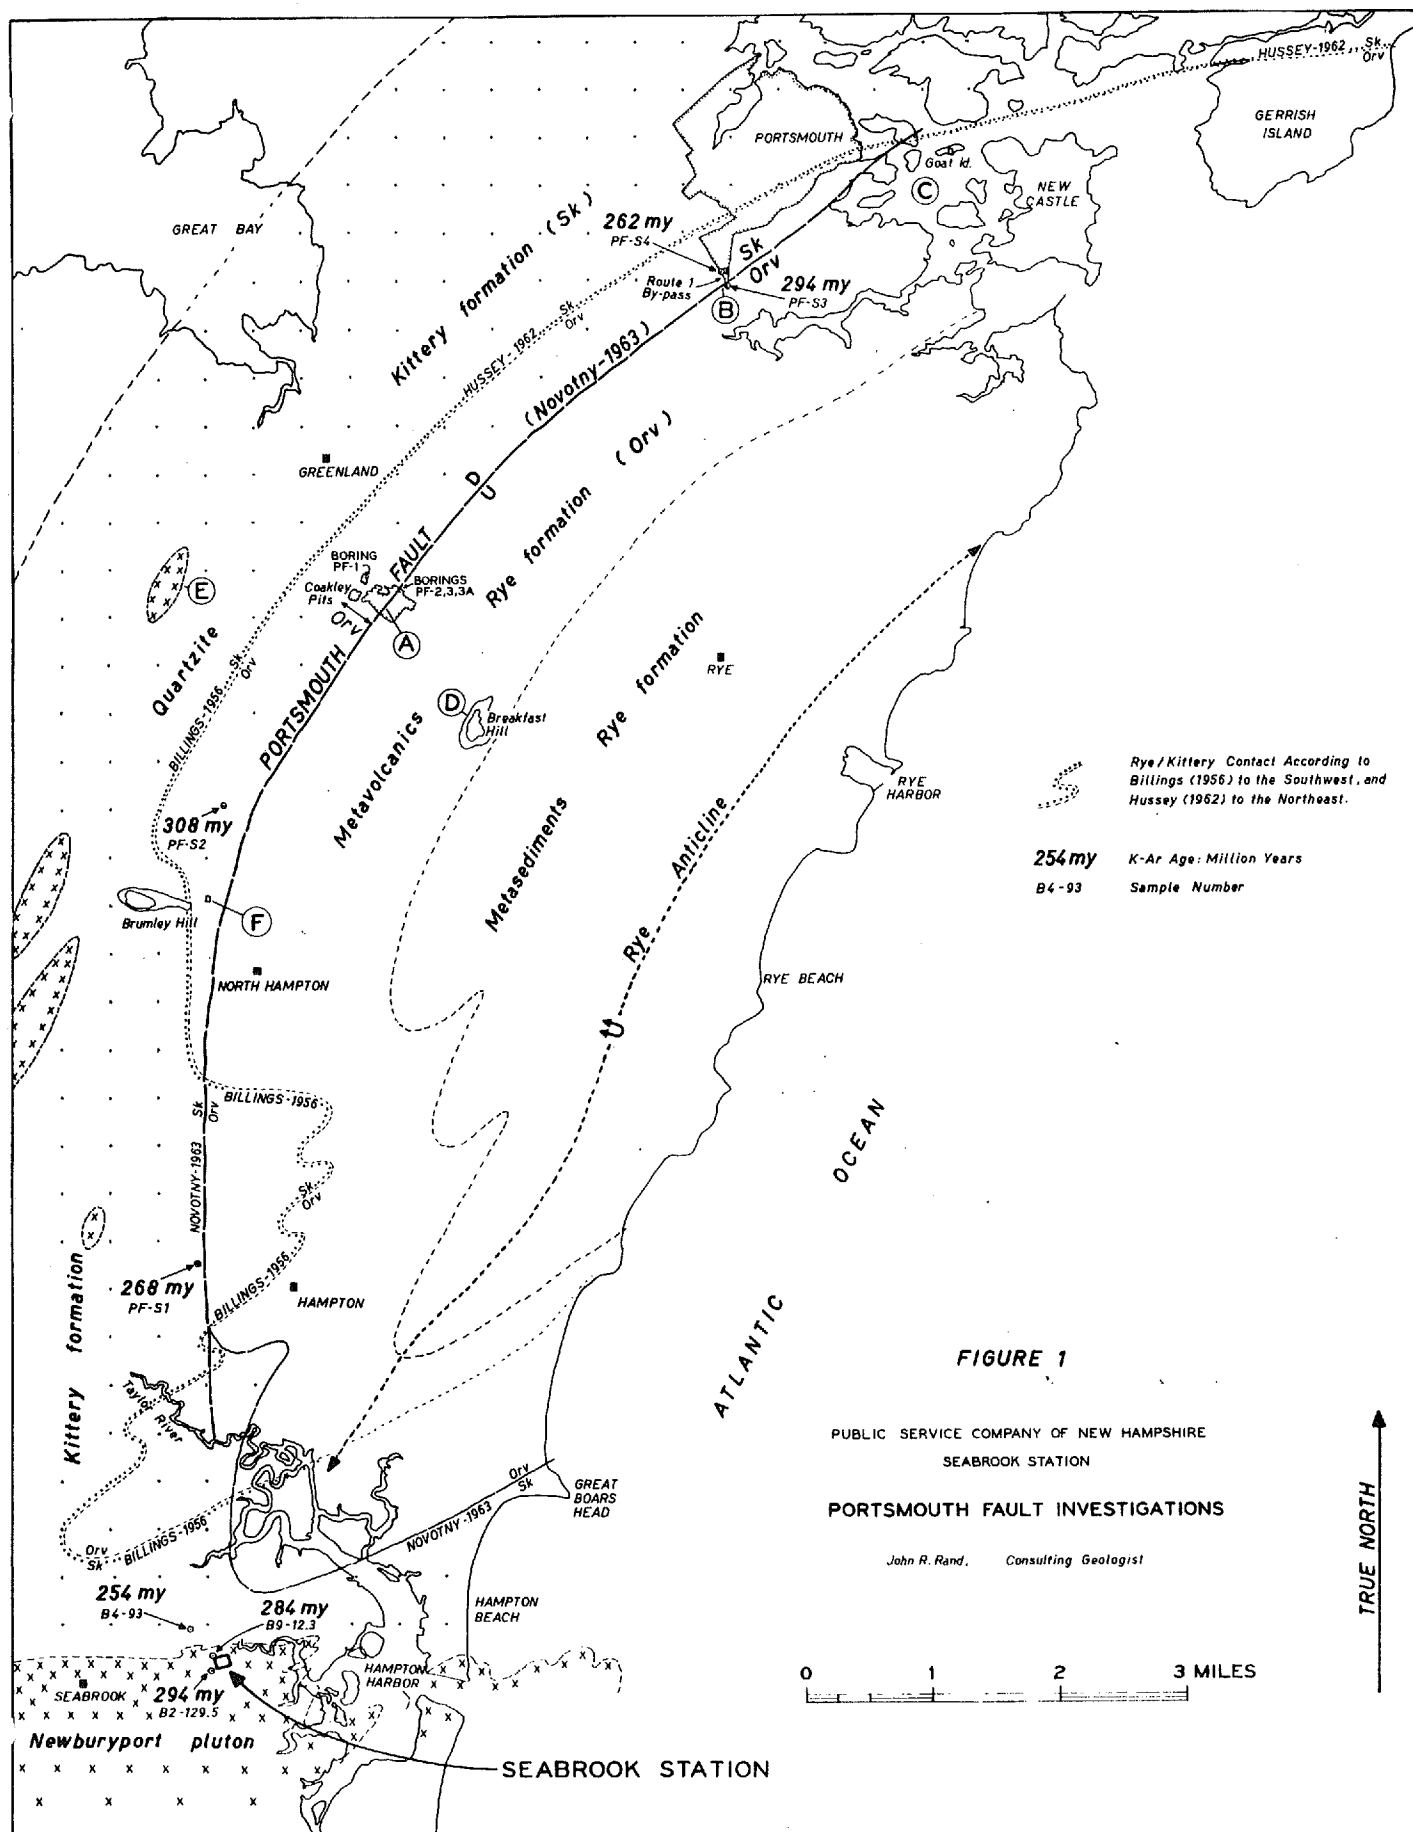 HUSSEY-1962
Sk
Orv
GERRISH
ISLAND
PORTSMOUTH
Goat Id.
C
NEW
CASTLE
GREAT BAY
Kittery formation (Sk)
262 my
PF-S4
Sk
Orv
Route 1
By-pass
294 my
PF-S3
B
Sk
Orv
HUSSEY-1962
(Novotny-1963)
Rye formation (Orv)
GREENLAND
D
U
BORING
PF-1
Coakley
Pits
BORINGS
PF-2,3,3A
PORTSMOUTH FAULT
Orv
A
E
Quartzite
Sk
Orv
BILLINGS-1956
RYE
D
Breakfast
Hill
Metavolcanics
Rye formation
Metasediments
RYE
HARBOR
Rye Anticline
U
Rye/Kittery Contact According to
Billings (1956) to the Southwest, and
Hussey (1962) to the Northeast.
254 my K-Ar Age: Million Years
B4-93 Sample Number
308 my
PF-S2
Brumley Hill
F
NORTH HAMPTON
RYE BEACH
BILLINGS-1956
Sk
Orv
NOVOTNY-1963
Sk
Orv
BILLINGS-1956
268 my
PF-S1
HAMPTON
Kittery formation
Taylor River
ATLANTIC OCEAN
FIGURE 1
PUBLIC SERVICE COMPANY OF NEW HAMPSHIRE
SEABROOK STATION
PORTSMOUTH FAULT INVESTIGATIONS
John R. Rand, Consulting Geologist
TRUE NORTH
Orv
Sk
GREAT
BOARS
HEAD
NOVOTNY-1963
Orv
Sk
BILLINGS-1956
254 my
B4-93
284 my
B9-12.3
HAMPTON
BEACH
HAMPTON
HARBOR
SEABROOK
294 my
B2-129.5
Newburyport pluton
SEABROOK STATION
0 1 2 3 MILES